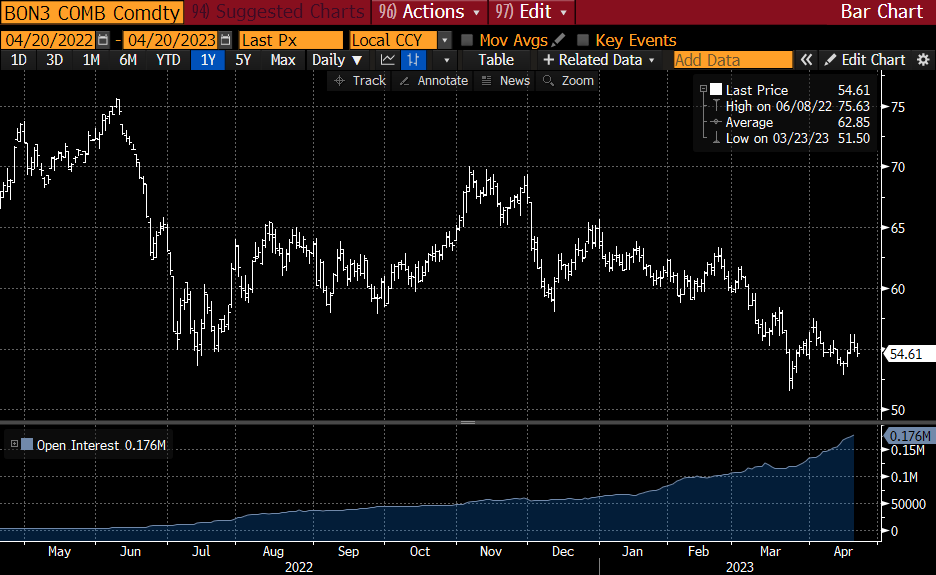 BON3 COMB Comdty 94) Suggested Charts 96) Actions 97) Edit Bar Chart
04/20/2022 - 04/20/2023 Last Px Local CCY Mov Avgs Key Events
1D 3D 1M 6M YTD 1Y 5Y Max Daily ▼ Table + Related Data Add Data « Edit Chart
Track Annotate News Zoom
Last Price 54.61
High on 06/08/22 75.63
Average 62.85
Low on 03/23/23 51.50
75
70
65
60
54.61
50
Open Interest 0.176M
0.176M
0.15M
0.1M
50000
0
May Jun Jul Aug Sep Oct Nov Dec Jan Feb Mar Apr
2022 2023